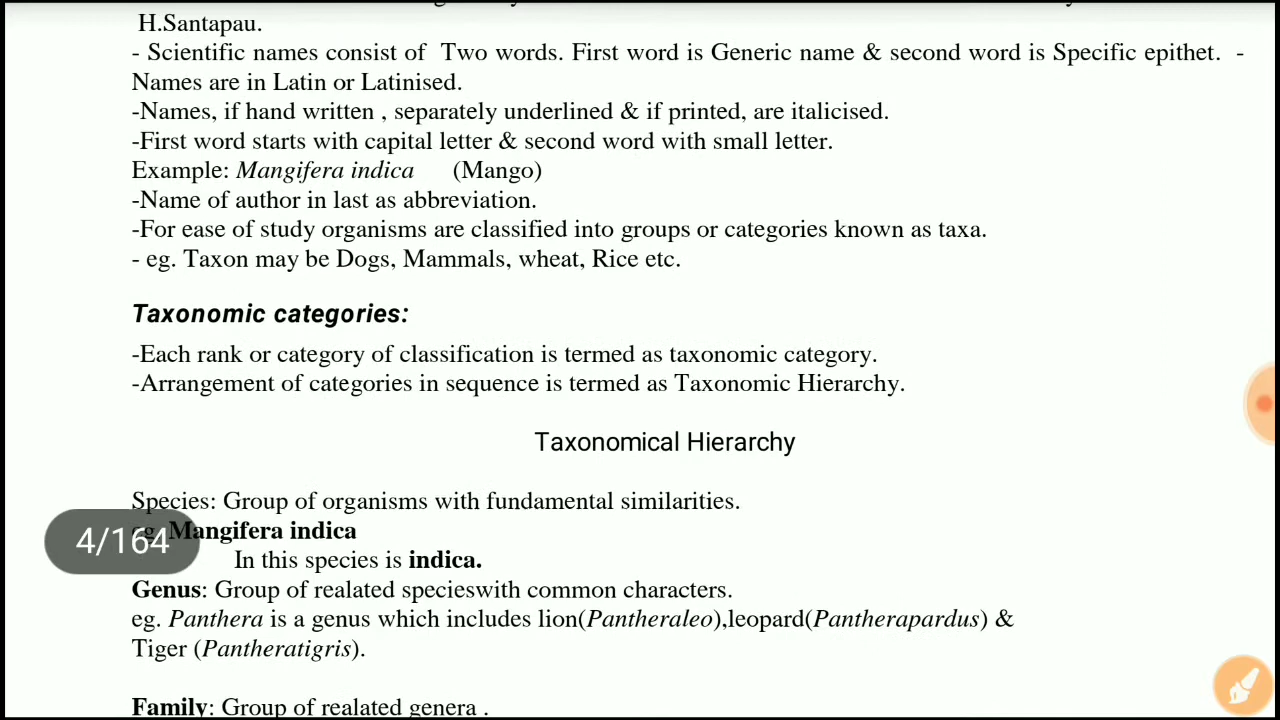 H.Santapau.
- Scientific names consist of Two words. First word is Generic name & second word is Specific epithet. -
Names are in Latin or Latinised.
-Names, if hand written , separately underlined & if printed, are italicised.
-First word starts with capital letter & second word with small letter.
Example: Mangifera indica (Mango)
-Name of author in last as abbreviation.
-For ease of study organisms are classified into groups or categories known as taxa.
- eg. Taxon may be Dogs, Mammals, wheat, Rice etc.
Taxonomic categories:
-Each rank or category of classification is termed as taxonomic category.
-Arrangement of categories in sequence is termed as Taxonomic Hierarchy.
Taxonomical Hierarchy
Species: Group of organisms with fundamental similarities.
eg. Mangifera indica
4/164
In this species is indica.
Genus: Group of realated specieswith common characters.
eg. Panthera is a genus which includes lion(Pantheraleo),leopard(Pantherapardus) &
Tiger (Pantheratigris).
Family: Group of realated genera .